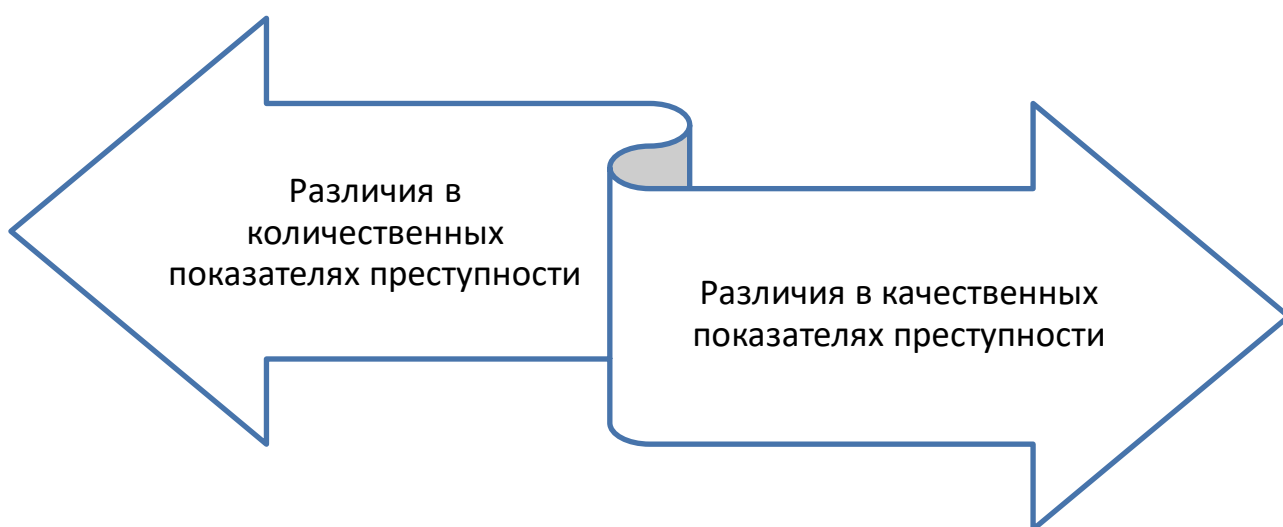 Различия в
количественных
показателях преступности
Различия в качественных
показателях преступности